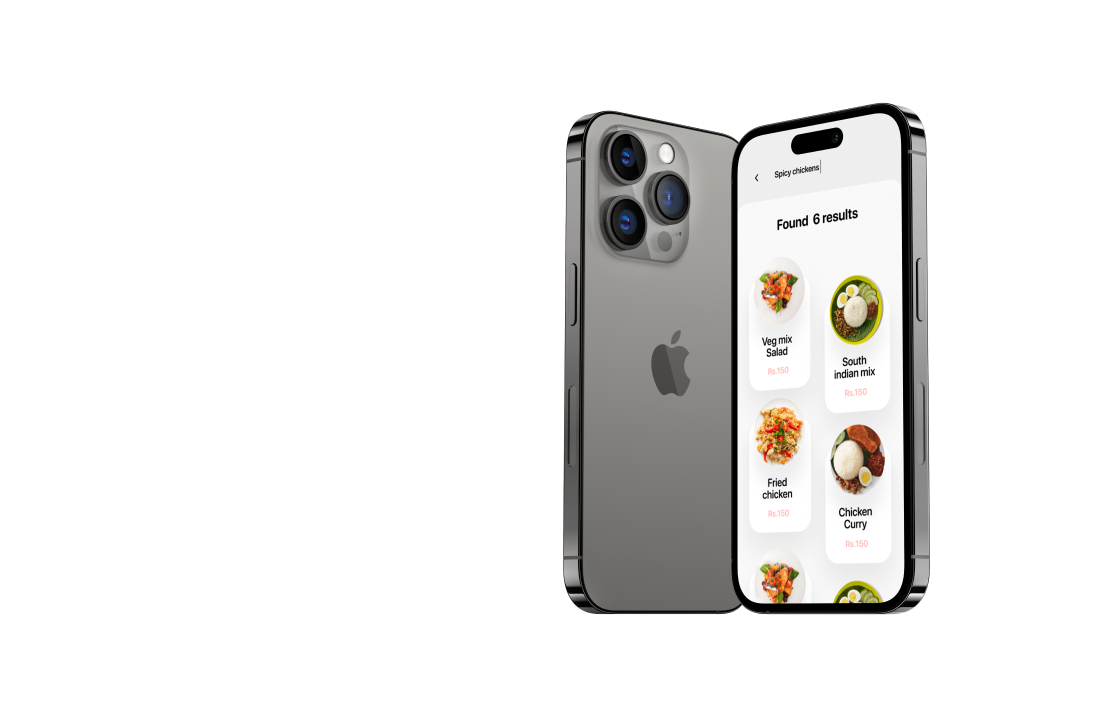 Spicy chickens
Found 6 results
Veg mix
Salad
Rs.150
South
indian mix
Rs.150
Fried
chicken
Rs.150
Chicken
Curry
Rs.150